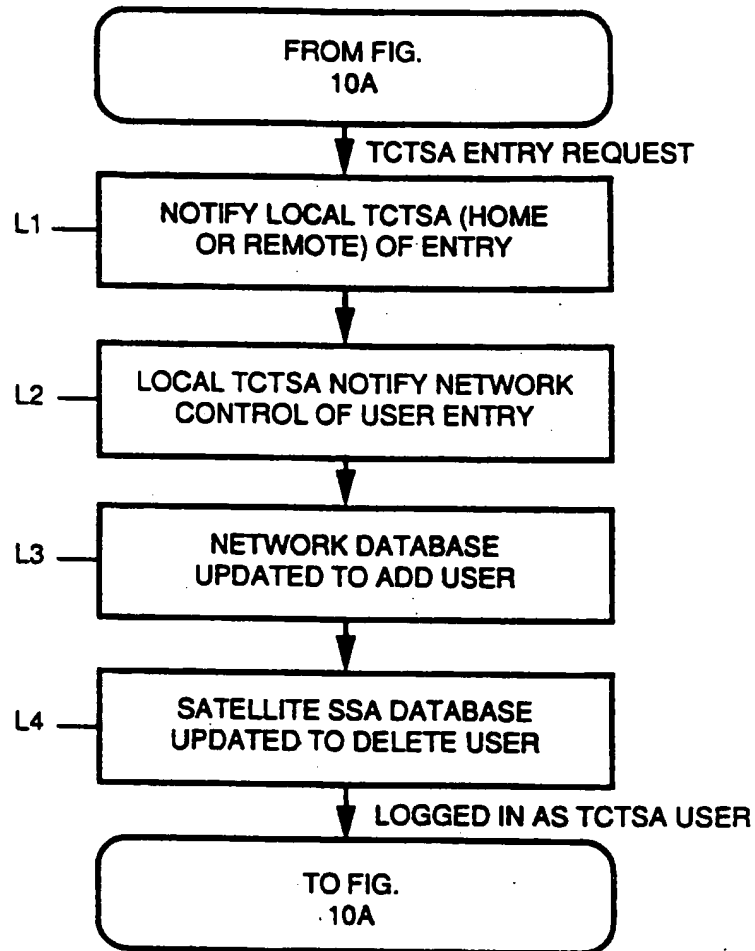 FROM FIG.
10A
TCTSA ENTRY REQUEST
L1
NOTIFY LOCAL TCTSA (HOME
OR REMOTE) OF ENTRY
L2
LOCAL TCTSA NOTIFY NETWORK
CONTROL OF USER ENTRY
L3
NETWORK DATABASE
UPDATED TO ADD USER
L4
SATELLITE SSA DATABASE
UPDATED TO DELETE USER
LOGGED IN AS TCTSA USER
TO FIG.
10A